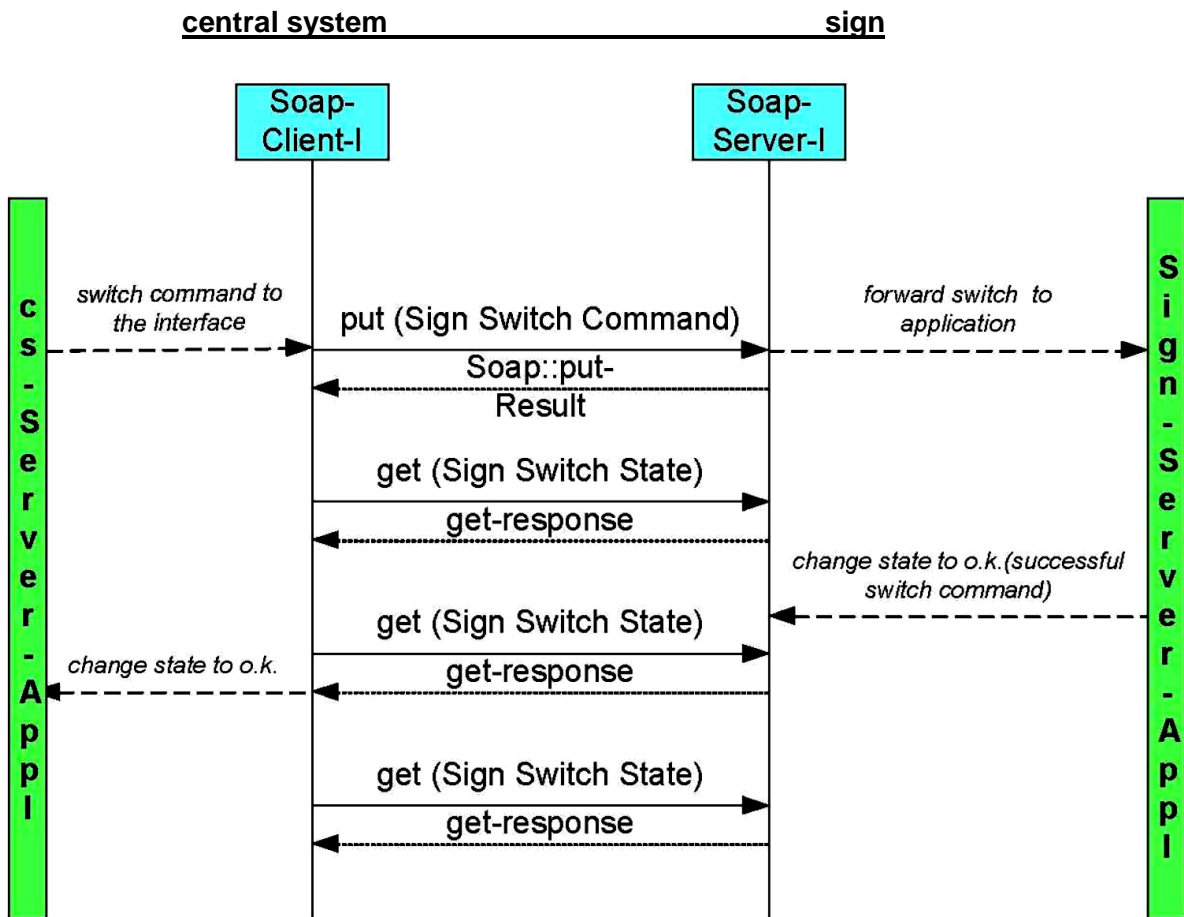 central system sign
Soap-
Client-I
Soap-
Server-I
cs-Server-Appl
Sign-Server-Appl
switch command to
the interface
put (Sign Switch Command)
forward switch to
application
Soap::put-
Result
get (Sign Switch State)
get-response
change state to o.k.(successful
switch command)
get (Sign Switch State)
change state to o.k.
get-response
get (Sign Switch State)
get-response